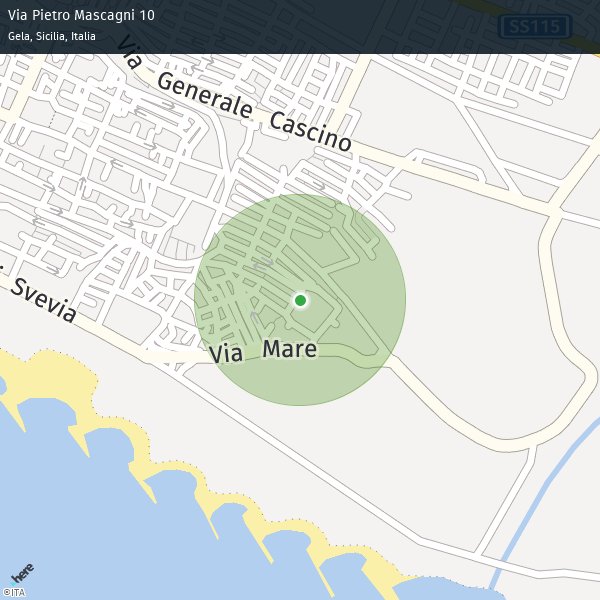 Via Pietro Mascagni 10
Gela, Sicilia, Italia
SS115
Via Generale Cascino
Svevia
Via Mare
here
©ITA